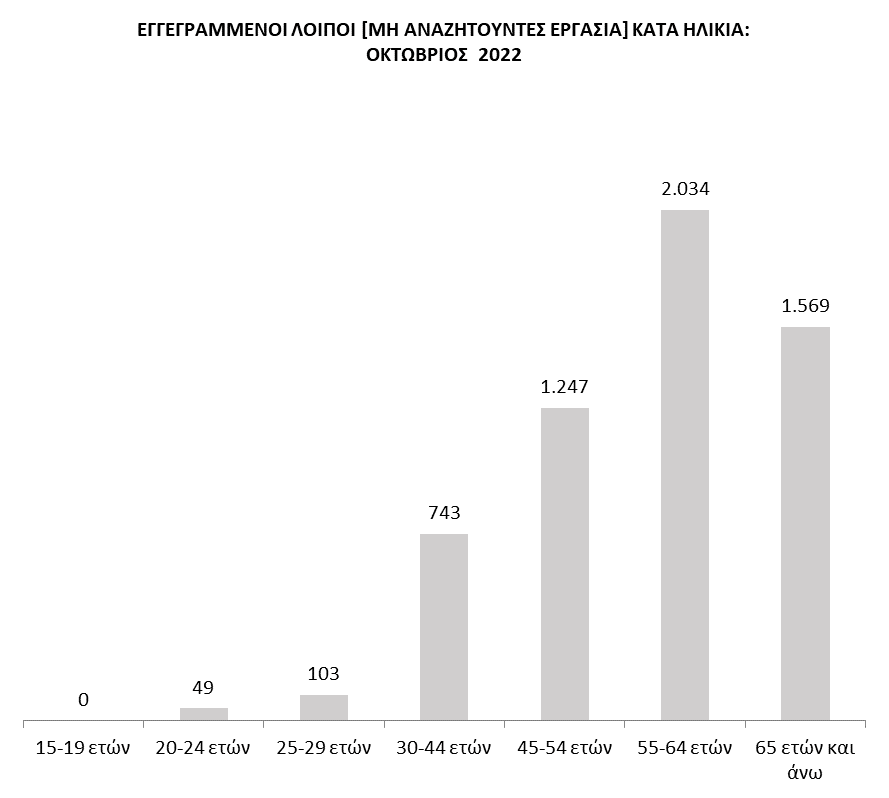 ΕΓΓΕΓΡΑΜΜΕΝΟΙ ΛΟΙΠΟΙ [ΜΗ ΑΝΑΖΗΤΟΥΝΤΕΣ ΕΡΓΑΣΙΑ] ΚΑΤΑ ΗΛΙΚΙΑ:
ΟΚΤΩΒΡΙΟΣ 2022
2.034
1.569
1.247
743
103
49
0
15-19 ετών
20-24 ετών
25-29 ετών
30-44 ετών
45-54 ετών
55-64 ετών
65 ετών και
άνω